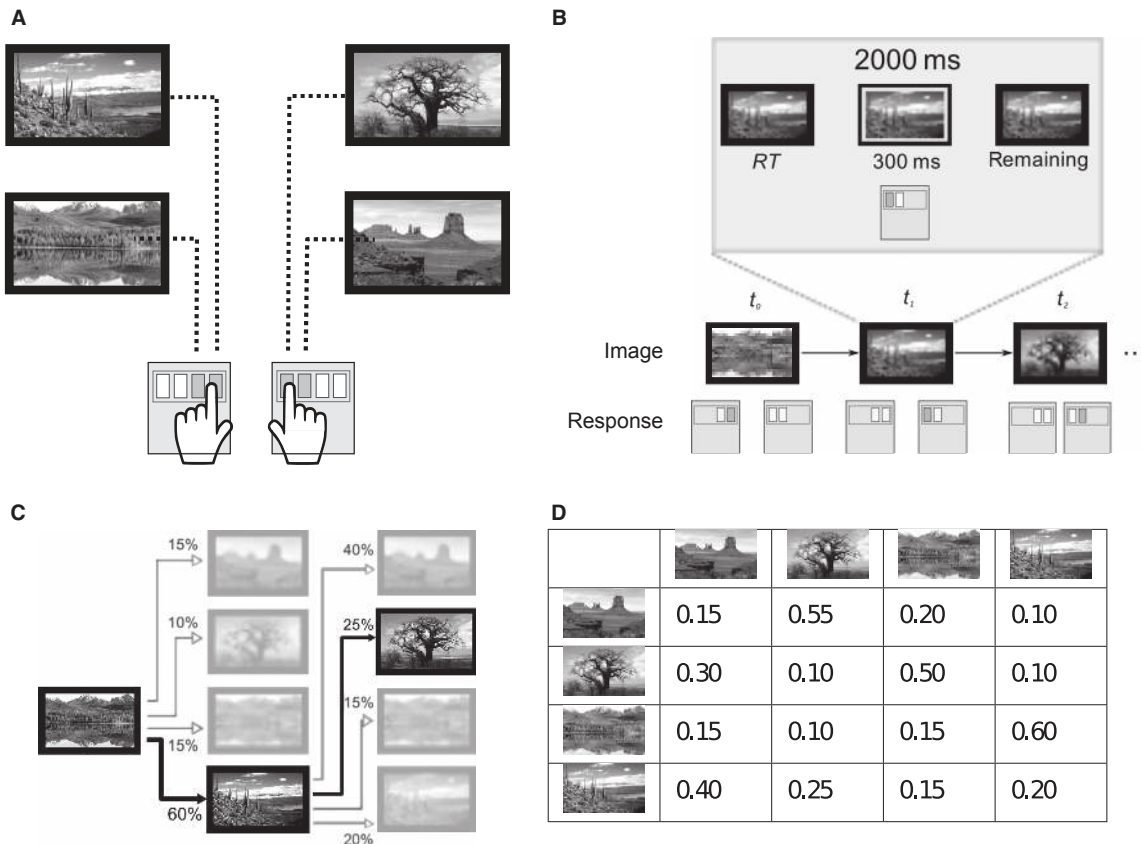 A
B
2000 ms
RT
300 ms
Remaining
t0
t1
t2
Image
..
Response
C
15%
40%
10%
25%
15%
15%
60%
20%
D
0.15 0.55 0.20 0.10
0.30 0.10 0.50 0.10
0.15 0.10 0.15 0.60
0.40 0.25 0.15 0.20